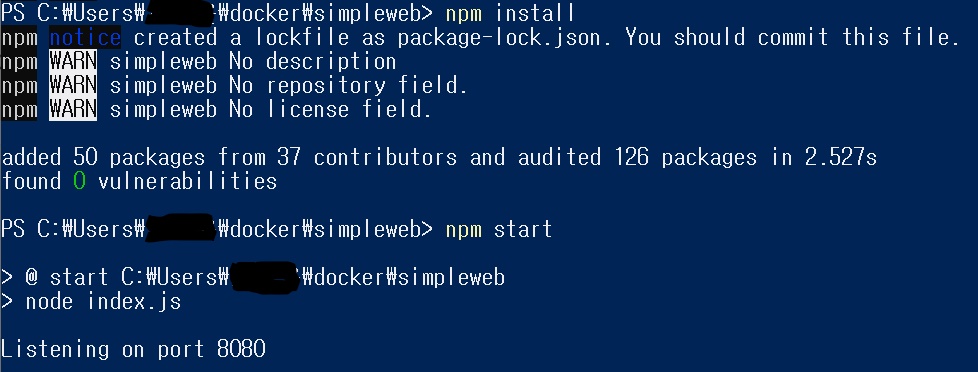 PS C:₩Users₩ ₩docker₩simpleweb> npm install
npm notice created a lockfile as package-lock.json. You should commit this file.
npm WARN simpleweb No description
npm WARN simpleweb No repository field.
npm WARN simpleweb No license field.
added 50 packages from 37 contributors and audited 126 packages in 2.527s
found 0 vulnerabilities
PS C:₩Users₩ ₩docker₩simpleweb> npm start
> @ start C:₩Users₩ ₩docker₩simpleweb
> node index.js
Listening on port 8080